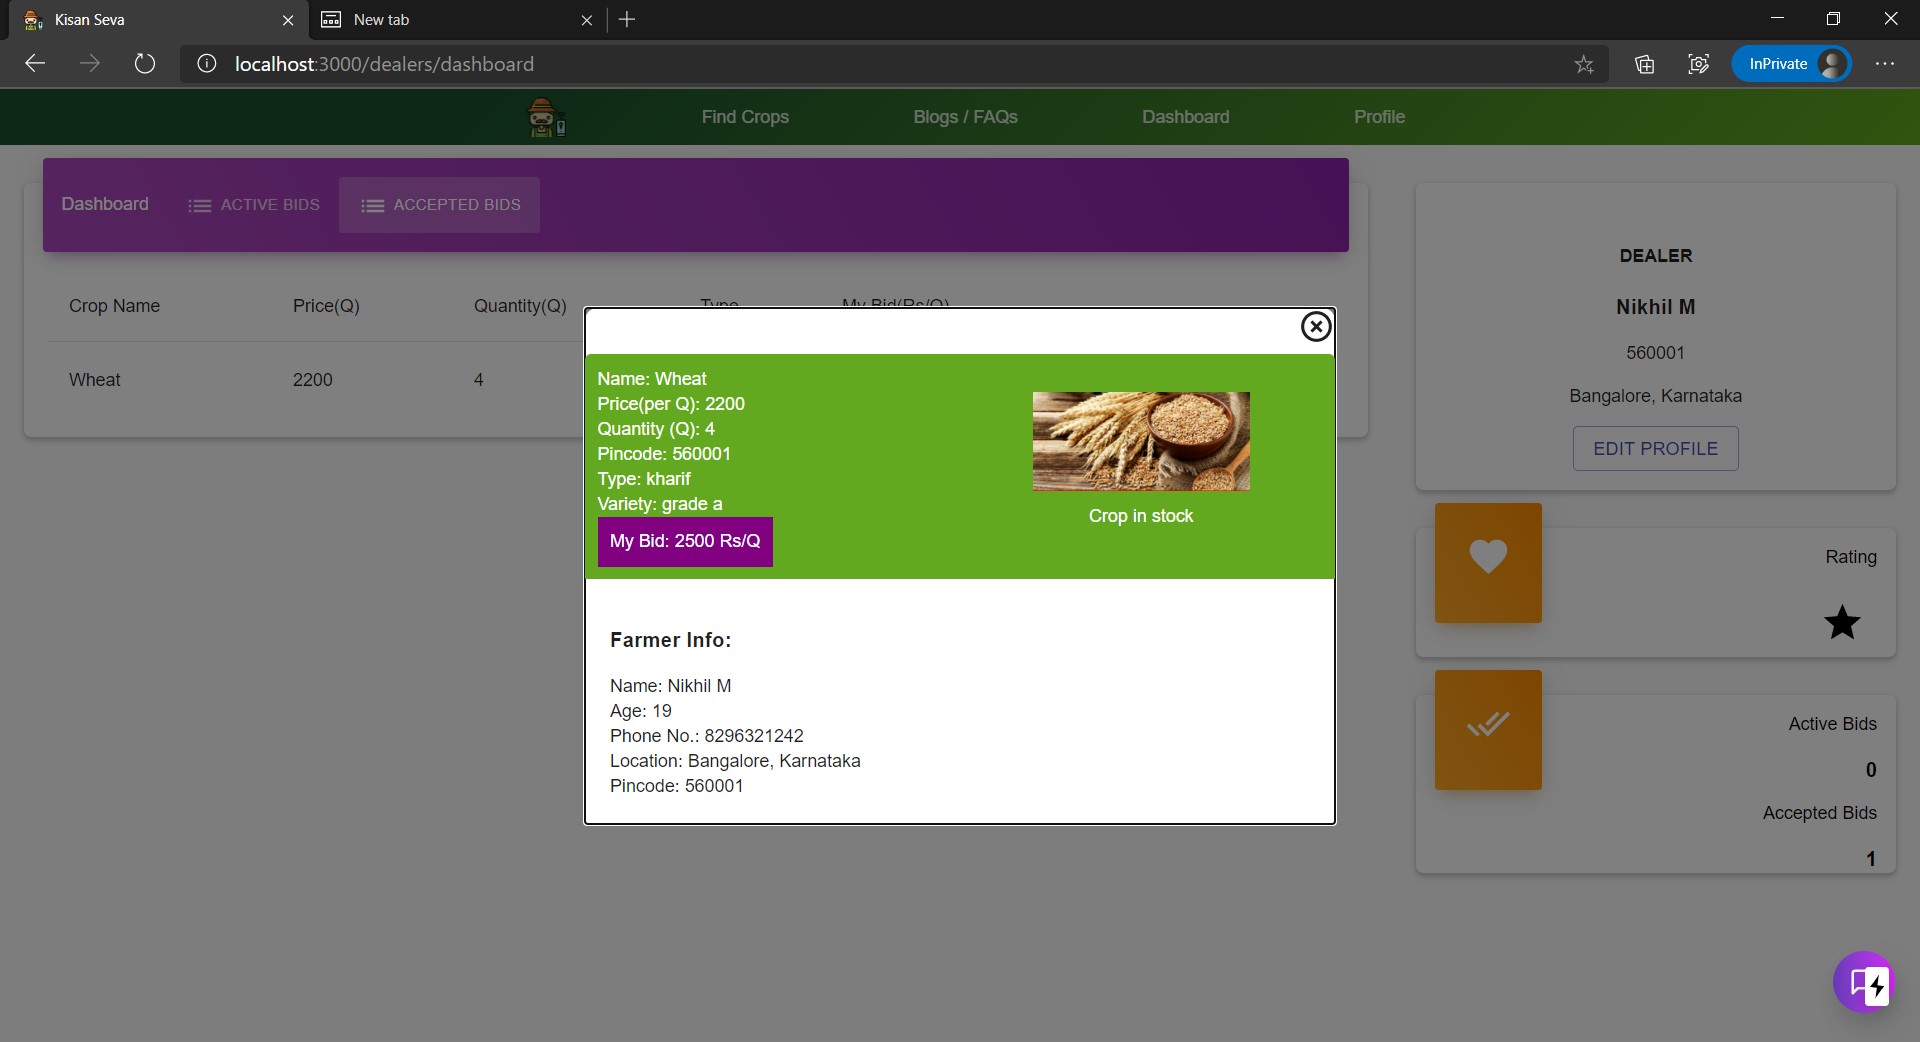 Kisan Seva
New tab
localhost:3000/dealers/dashboard
InPrivate
Find Crops
Blogs / FAQs
Dashboard
Profile
Dashboard
ACTIVE BIDS
ACCEPTED BIDS
Crop Name
Price(Q)
Quantity(Q)
Type
My Bid(Rs/Q)
Wheat
2200
4
Name: Wheat
Price(per Q): 2200
Quantity (Q): 4
Pincode: 560001
Type: kharif
Variety: grade a
My Bid: 2500 Rs/Q
Crop in stock
Farmer Info:
Name: Nikhil M
Age: 19
Phone No.: 8296321242
Location: Bangalore, Karnataka
Pincode: 560001
DEALER
Nikhil M
560001
Bangalore, Karnataka
EDIT PROFILE
Rating
Active Bids
0
Accepted Bids
1